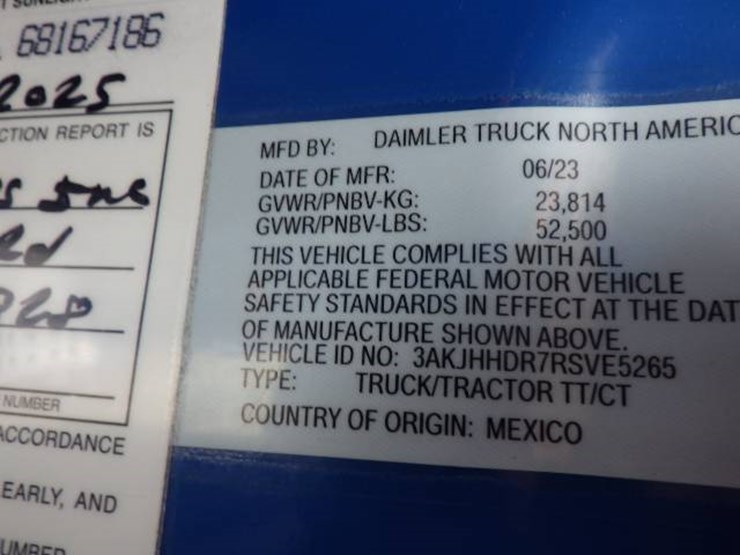 68167186
2025
CTION REPORT IS
NUMBER
ACCORDANCE
EARLY, AND
MFD BY: DAIMLER TRUCK NORTH AMERIC
DATE OF MFR: 06/23
GVWR/PNBV-KG: 23,814
GVWR/PNBV-LBS: 52,500
THIS VEHICLE COMPLIES WITH ALL
APPLICABLE FEDERAL MOTOR VEHICLE
SAFETY STANDARDS IN EFFECT AT THE DAT
OF MANUFACTURE SHOWN ABOVE.
VEHICLE ID NO: 3AKJHHDR7RSVE5265
TYPE: TRUCK/TRACTOR TT/CT
COUNTRY OF ORIGIN: MEXICO